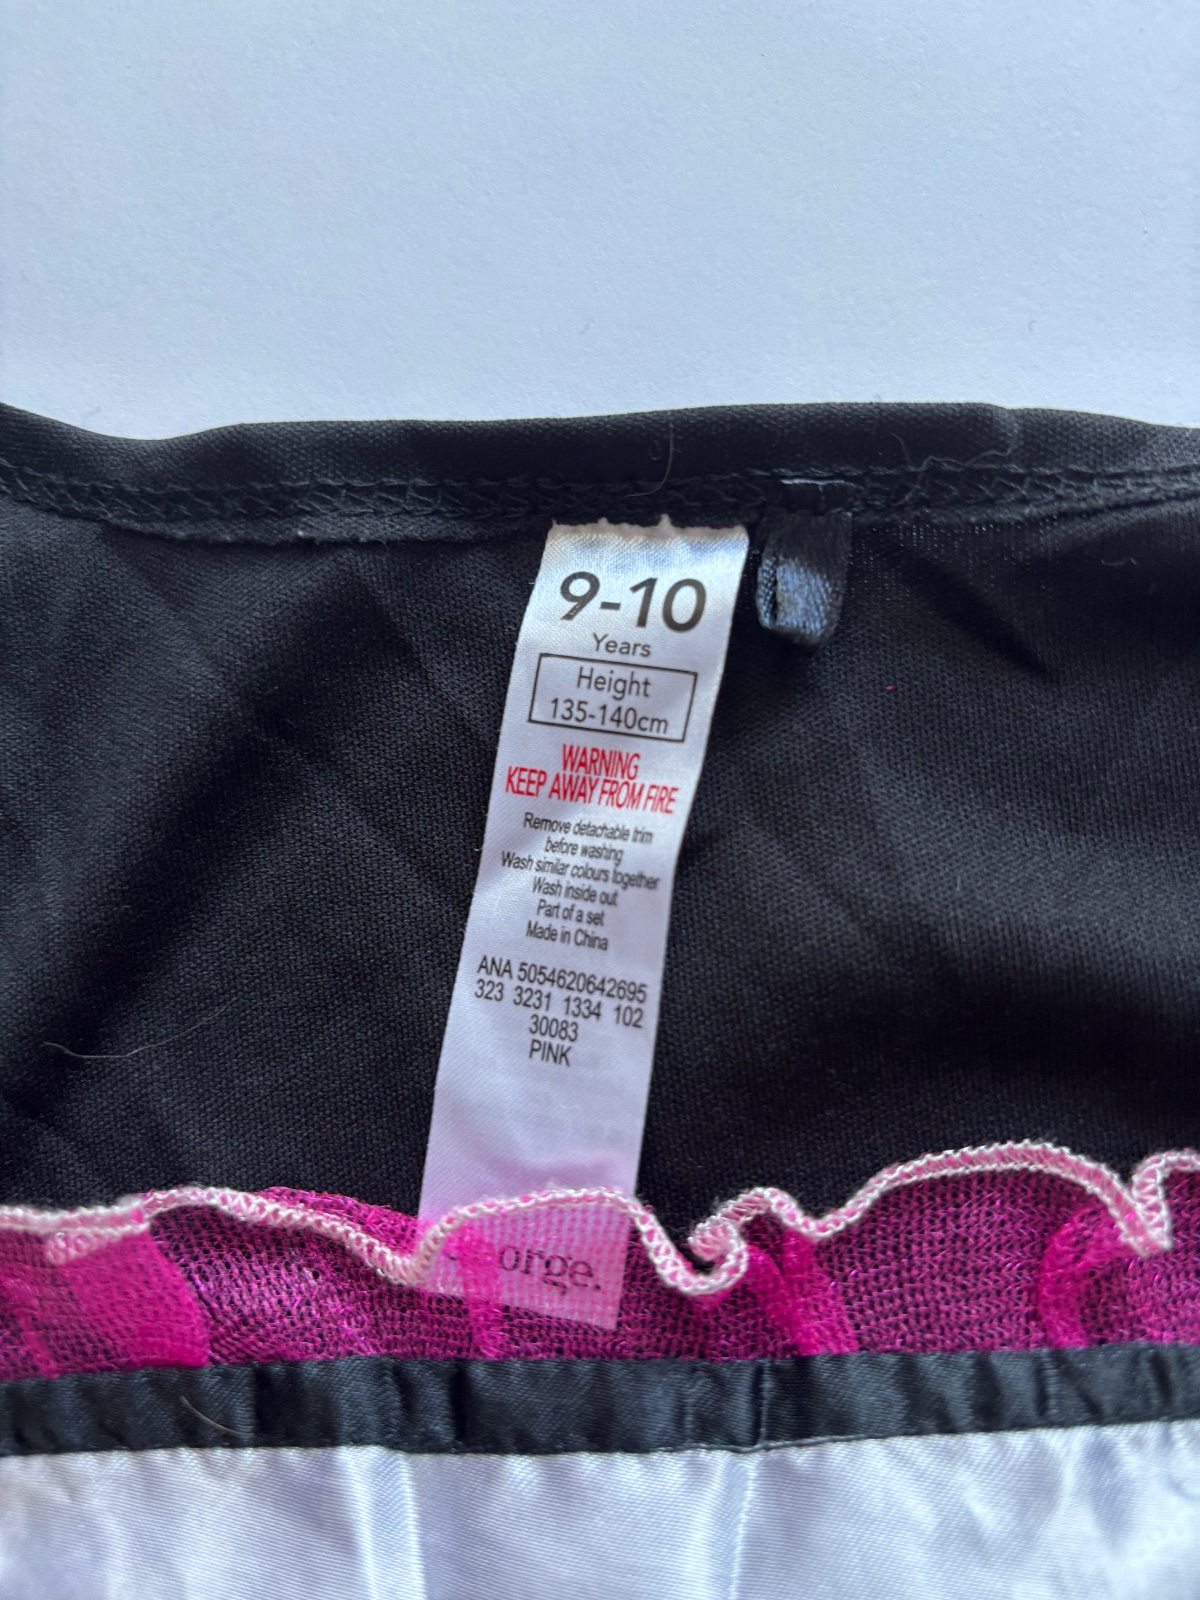 9-10
Years
Height
135-140cm
WARNING
KEEP AWAY FROM FIRE
Remove detachable trim
before washing
Wash similar colours together
Wash inside out
Part of a set
Made in China
ANA 5054620642695
323 3231 1334 102
30083
PINK
George.